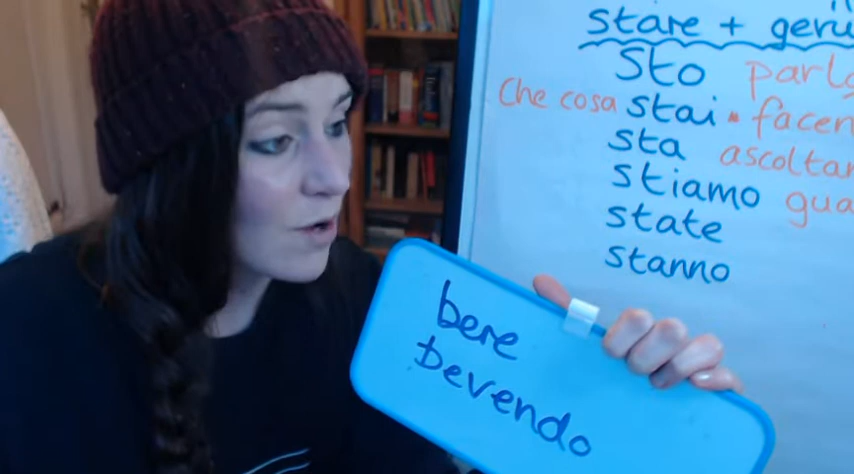 stare + geru
sto parlo
Che cosa stai facen
sta ascoltan
stiamo gua
state
stanno
bere
bevendo